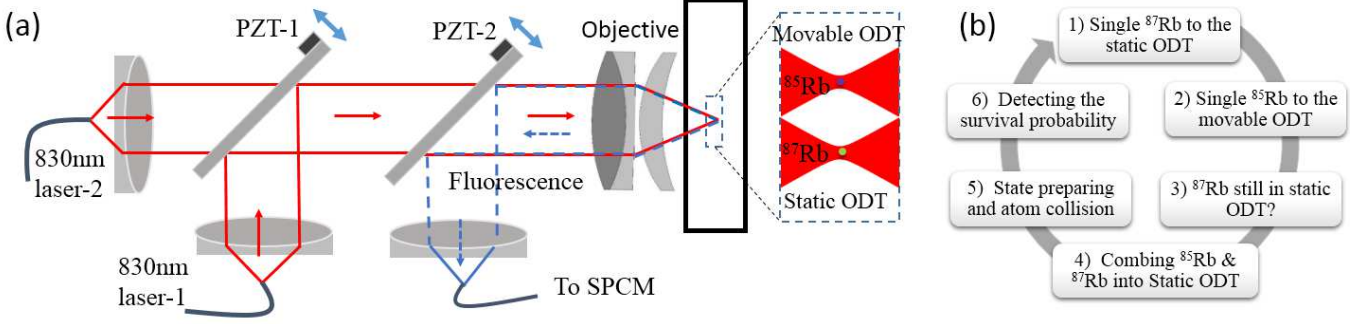 (a)
PZT-1
PZT-2
Objective
Movable ODT
⁸⁵Rb
⁸⁷Rb
Static ODT
830nm
laser-2
Fluorescence
830nm
laser-1
To SPCM
(b)
1) Single ⁸⁷Rb to the
static ODT
2) Single ⁸⁵Rb to the
movable ODT
3) ⁸⁷Rb still in static
ODT?
4) Combing ⁸⁵Rb &
⁸⁷Rb into Static ODT
5) State preparing
and atom collision
6) Detecting the
survival probability